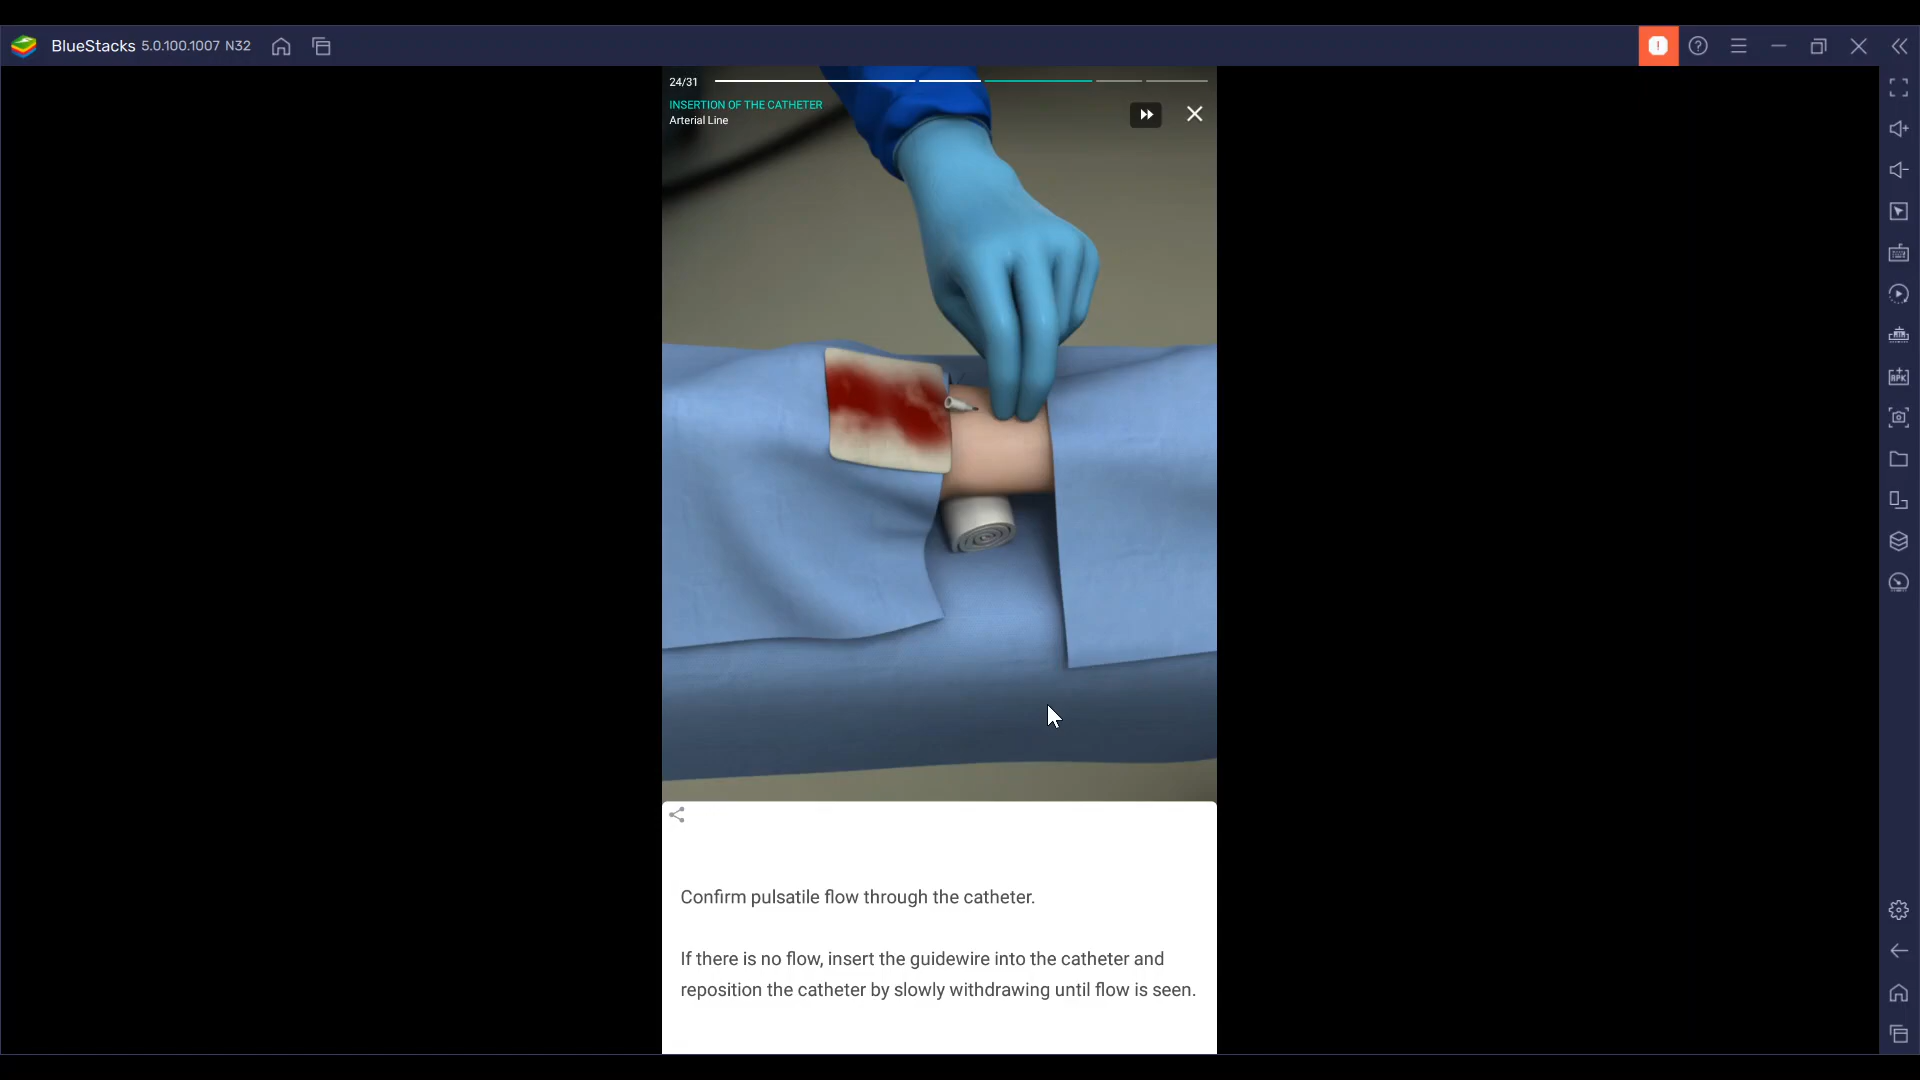 BlueStacks 5.0.100.1007 N32
24/31
INSERTION OF THE CATHETER
Arterial Line
Confirm pulsatile flow through the catheter.
If there is no flow, insert the guidewire into the catheter and
reposition the catheter by slowly withdrawing until flow is seen.